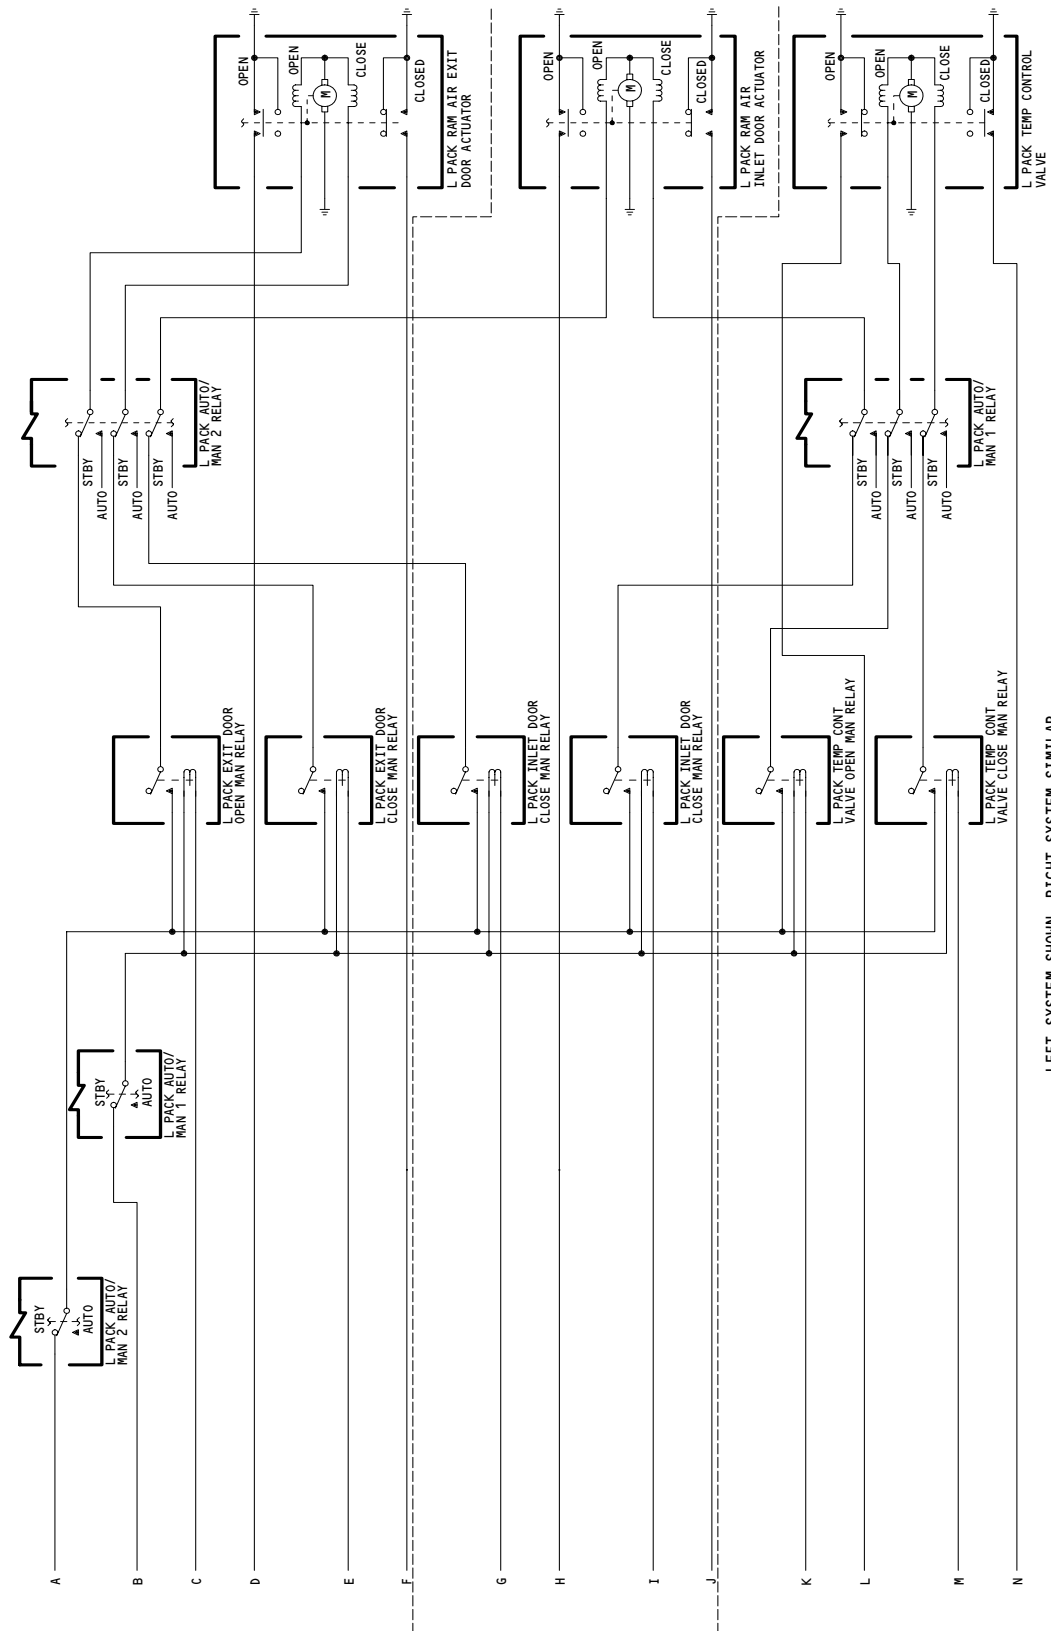 A
B
C
D
E
F
G
H
I
J
K
L
M
N
STBY
AUTO
L PACK AUTO/
MAN 2 RELAY
STBY
AUTO
L PACK AUTO/
MAN 1 RELAY
L PACK EXIT DOOR
OPEN MAN RELAY
L PACK EXIT DOOR
CLOSE MAN RELAY
L PACK INLET DOOR
CLOSE MAN RELAY
L PACK INLET DOOR
CLOSE MAN RELAY
L PACK TEMP CONT
VALVE OPEN MAN RELAY
L PACK TEMP CONT
VALVE CLOSE MAN RELAY
STBY
AUTO
STBY
AUTO
STBY
AUTO
L PACK AUTO/
MAN 2 RELAY
STBY
AUTO
STBY
AUTO
STBY
AUTO
L PACK AUTO/
MAN 1 RELAY
OPEN
OPEN
M
CLOSE
CLOSED
L PACK RAM AIR EXIT
DOOR ACTUATOR
OPEN
OPEN
M
CLOSE
CLOSED
L PACK RAM AIR
INLET DOOR ACTUATOR
OPEN
OPEN
M
CLOSE
CLOSED
L PACK TEMP CONTROL
VALVE
LEFT SYSTEM SHOWN, RIGHT SYSTEM SIMILAR